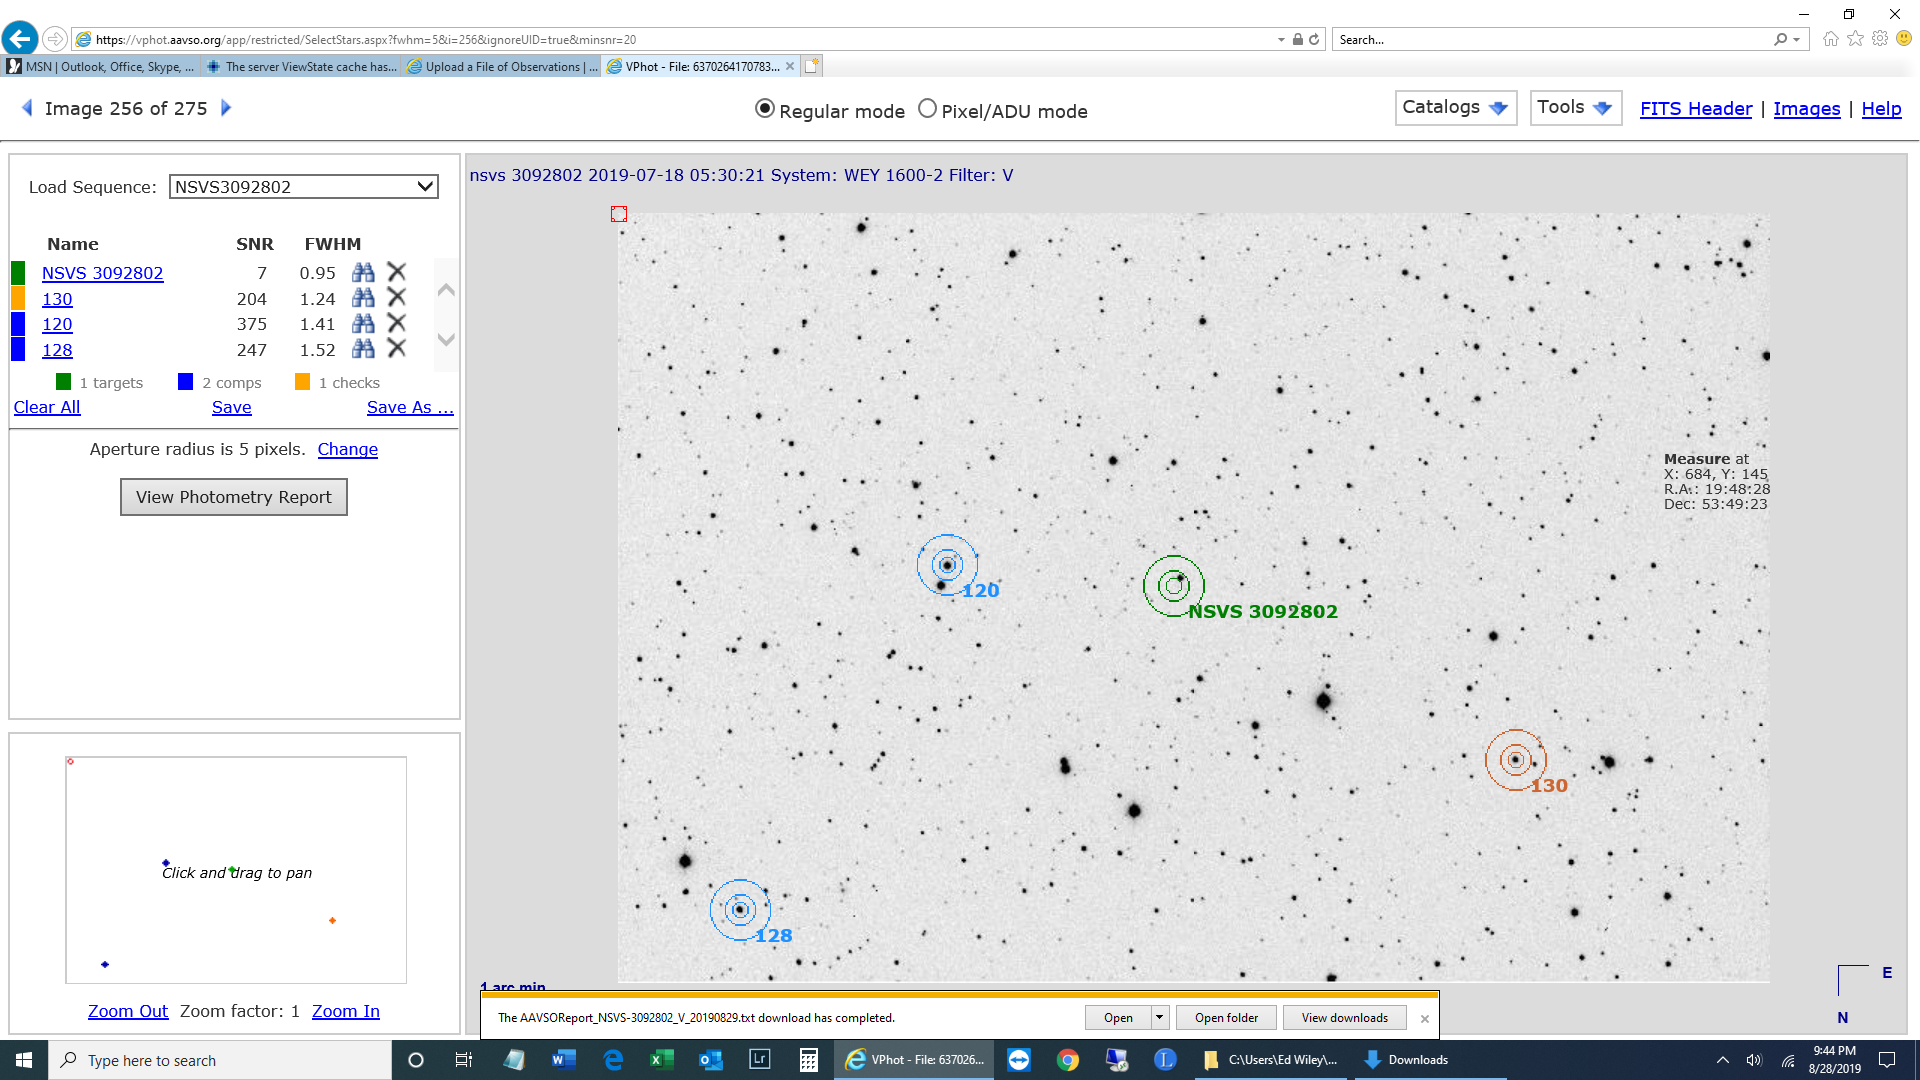 https://vphot.aavso.org/app/restricted/SelectStars.aspx?fwhm=5&i=256&ignoreUID=true&minsnr=20
Search...
MSN | Outlook, Office, Skype, ...
The server ViewState cache has...
Upload a File of Observations | ...
VPhot - File: 6370264170783...
Image 256 of 275
Regular mode
Pixel/ADU mode
Catalogs
Tools
FITS Header | Images | Help
Load Sequence: NSVS3092802
Name SNR FWHM
NSVS 3092802 7 0.95
130 204 1.24
120 375 1.41
128 247 1.52
1 targets 2 comps 1 checks
Clear All Save Save As ...
Aperture radius is 5 pixels. Change
View Photometry Report
Click and drag to pan
Zoom Out Zoom factor: 1 Zoom In
nsvs 3092802 2019-07-18 05:30:21 System: WEY 1600-2 Filter: V
Measure at
X: 684, Y: 145
R.A.: 19:48:28
Dec: 53:49:23
120
NSVS 3092802
130
128
1 arc min
E
N
The AAVSOReport_NSVS-3092802_V_20190829.txt download has completed.
Open
Open folder
View downloads
Type here to search
Lr
VPhot - File: 637026...
C:\Users\Ed Wiley\...
Downloads
9:44 PM
8/28/2019